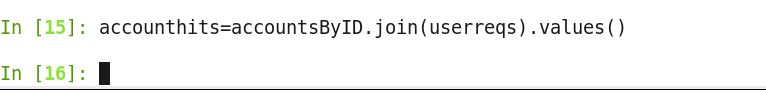 In [15]: accounthits=accountsByID.join(userreqs).values()
In [16]: